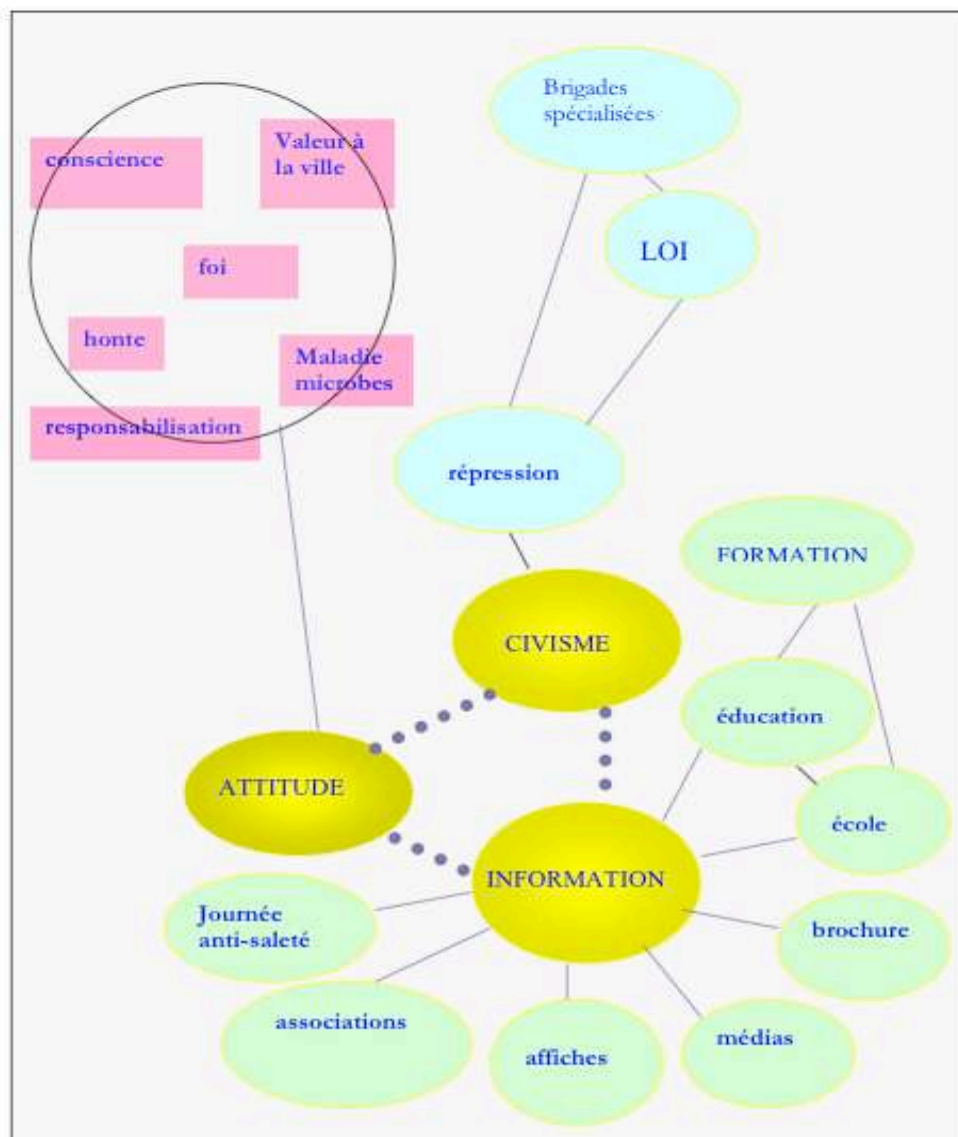 Brigades
spécialisées
conscience
Valeur à
la ville
LOI
foi
honte
Maladie
microbes
responsabilisation
répression
FORMATION
CIVISME
éducation
ATTITUDE
école
INFORMATION
Journée
anti-saleté
brochure
associations
médias
affiches